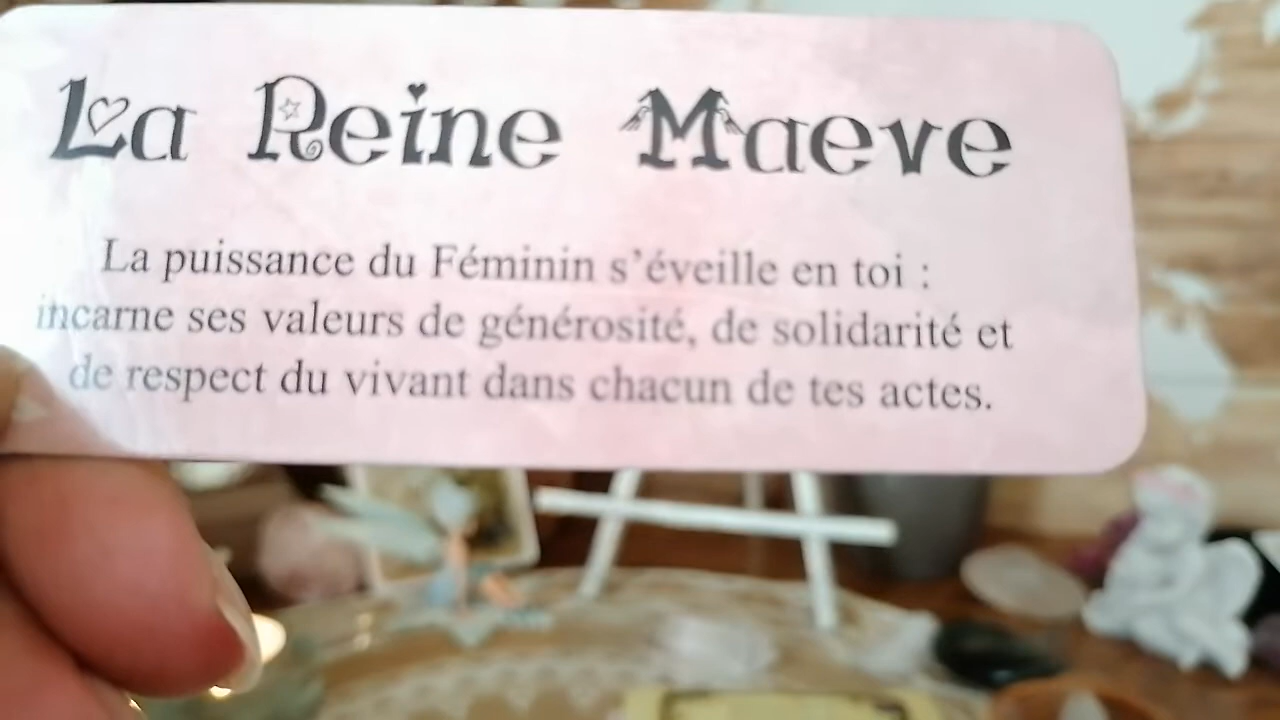 La Reine Maeve
La puissance du Féminin s'éveille en toi :
incarne ses valeurs de générosité, de solidarité et
de respect du vivant dans chacun de tes actes.